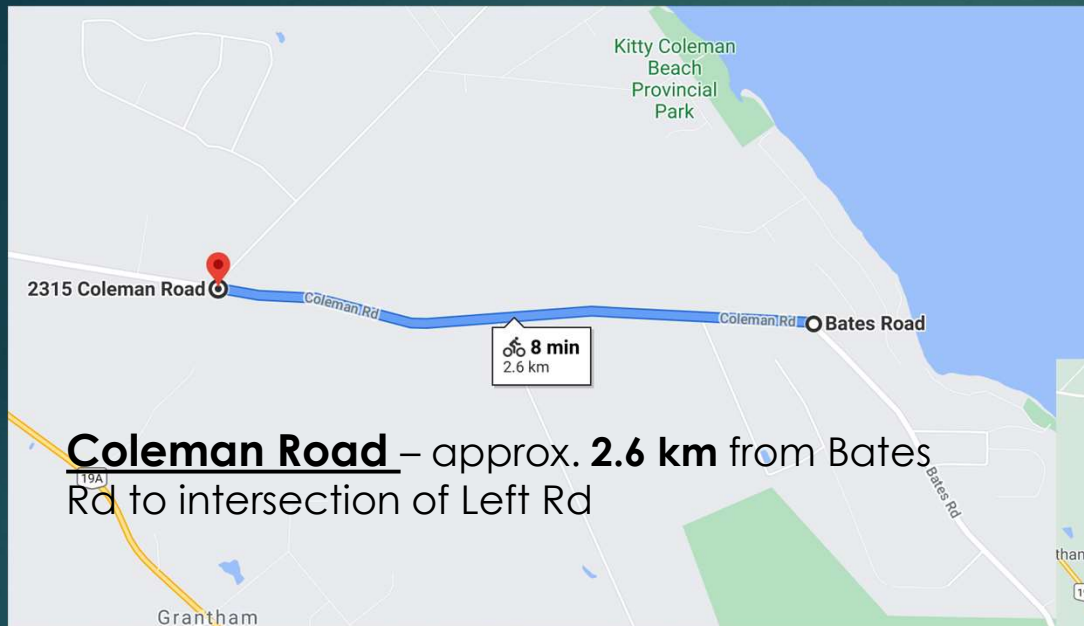 Kitty Coleman
Beach
Provincial
Park
2315 Coleman Road
Coleman Rd
Coleman Rd
Bates Road
8 min
2.6 km
Coleman Road – approx. 2.6 km from Bates
Rd to intersection of Left Rd
19A
Bates Rd
Grantham